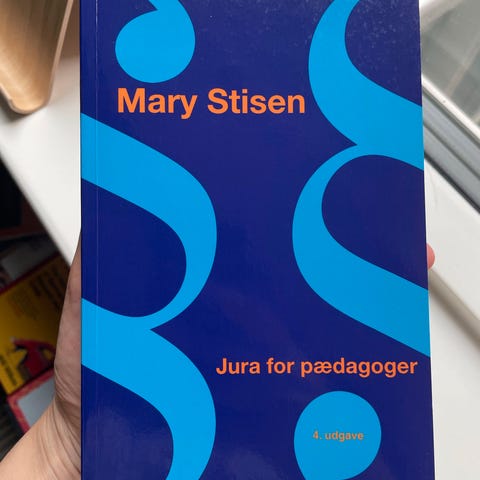 Mary Stisen
Jura for pædagoger
4. udgave